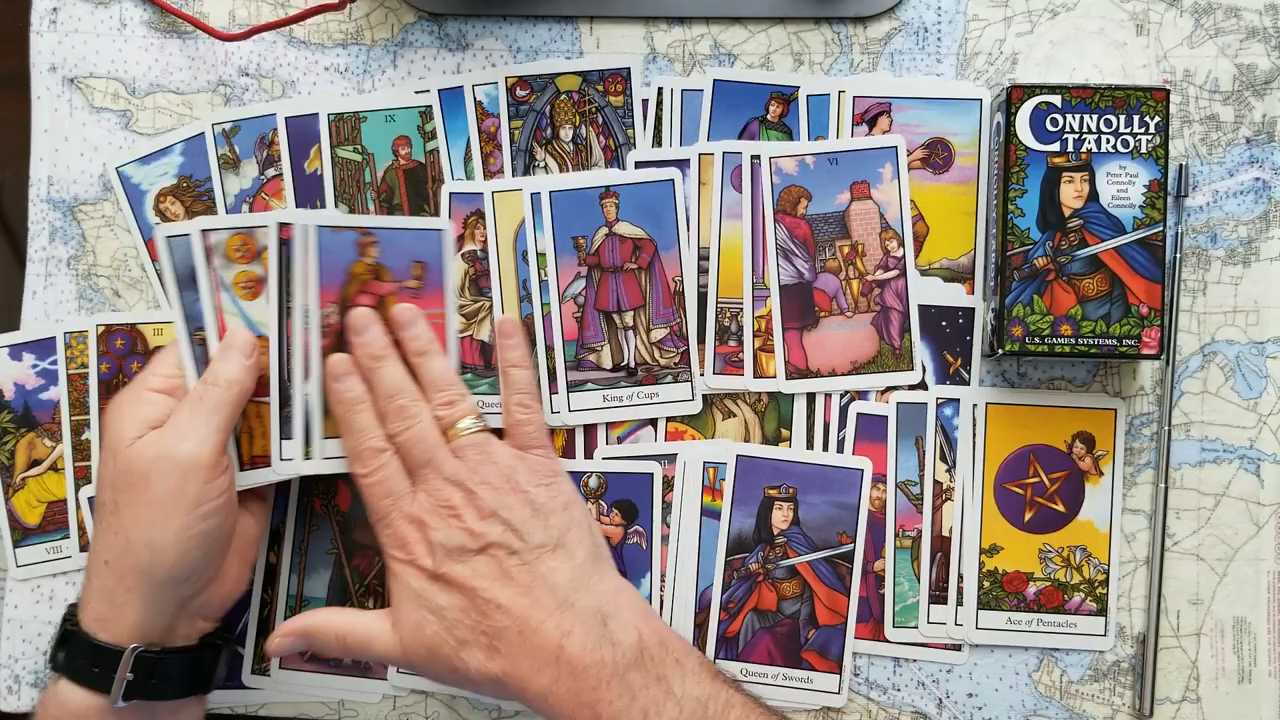 IX
VI
CONNOLLY
TAROT
by
Peter Paul
Connolly
and
Eileen
Connolly
U.S. GAMES SYSTEMS, INC.
III
King of Cups
Queen
VIII
Queen of Swords
Ace of Pentacles